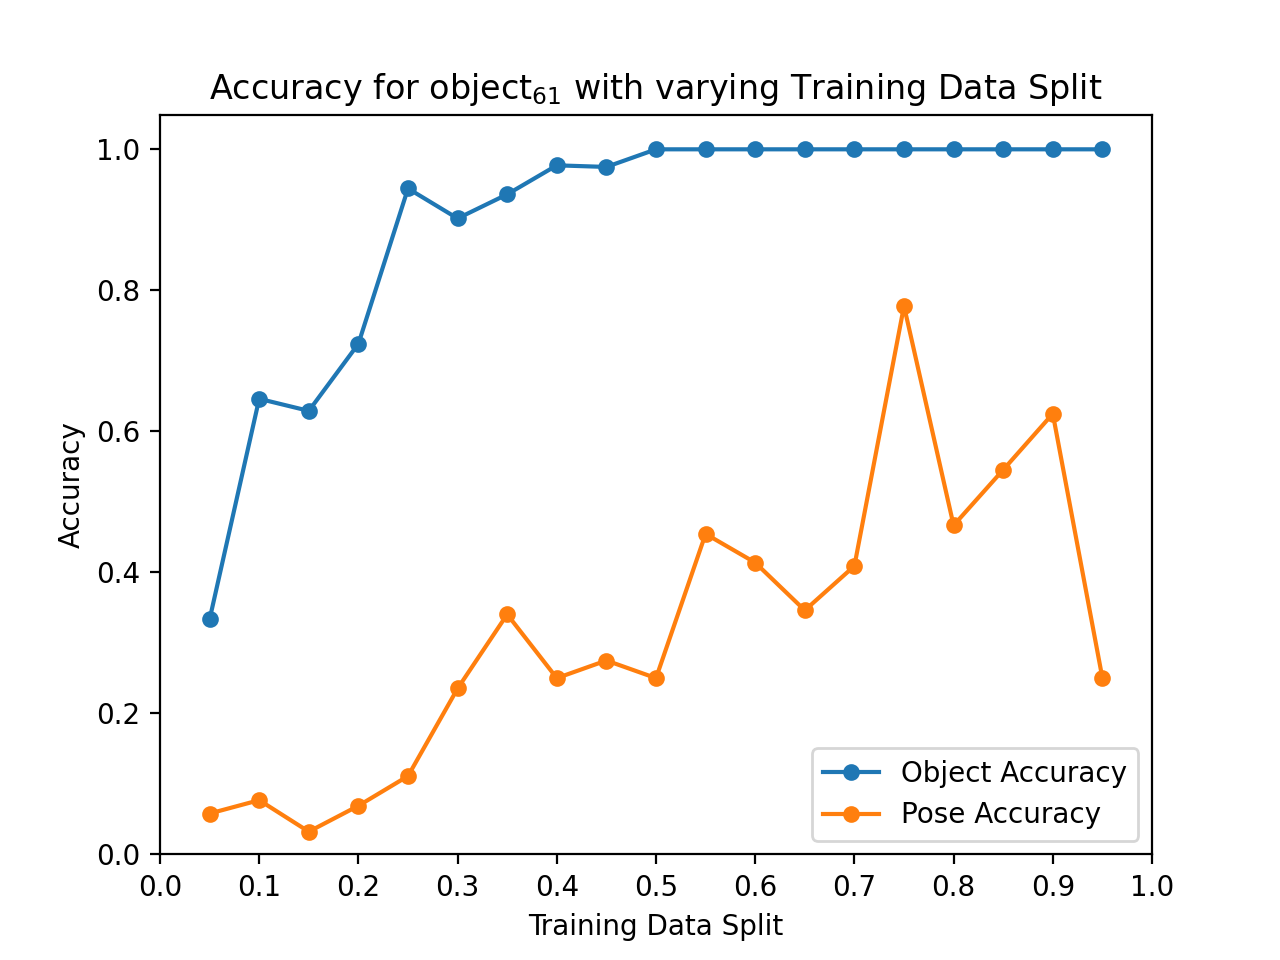 Accuracy for object₆₁ with varying Training Data Split
1.0
0.8
0.6
0.4
0.2
0.0
Accuracy
Object Accuracy
Pose Accuracy
0.0 0.1 0.2 0.3 0.4 0.5 0.6 0.7 0.8 0.9 1.0
Training Data Split